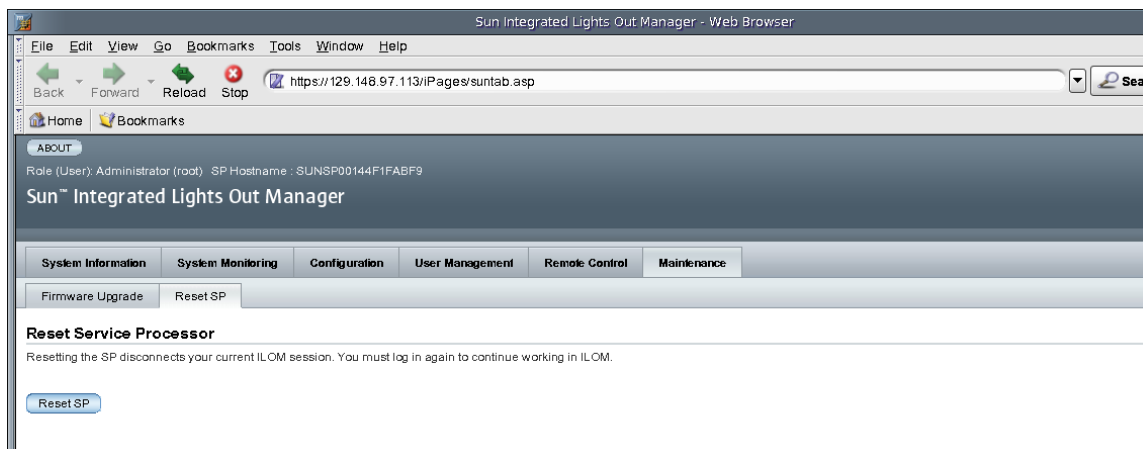 Sun Integrated Lights Out Manager - Web Browser
File Edit View Go Bookmarks Tools Window Help
Back Forward Reload Stop https://129.148.97.113/iPages/suntab.asp Sea
Home Bookmarks
ABOUT
Role (User): Administrator (root) SP Hostname : SUNSP00144F1FABF9
Sun™ Integrated Lights Out Manager
System Information System Monitoring Configuration User Management Remote Control Maintenance
Firmware Upgrade Reset SP
Reset Service Processor
Resetting the SP disconnects your current ILOM session. You must log in again to continue working in ILOM.
Reset SP